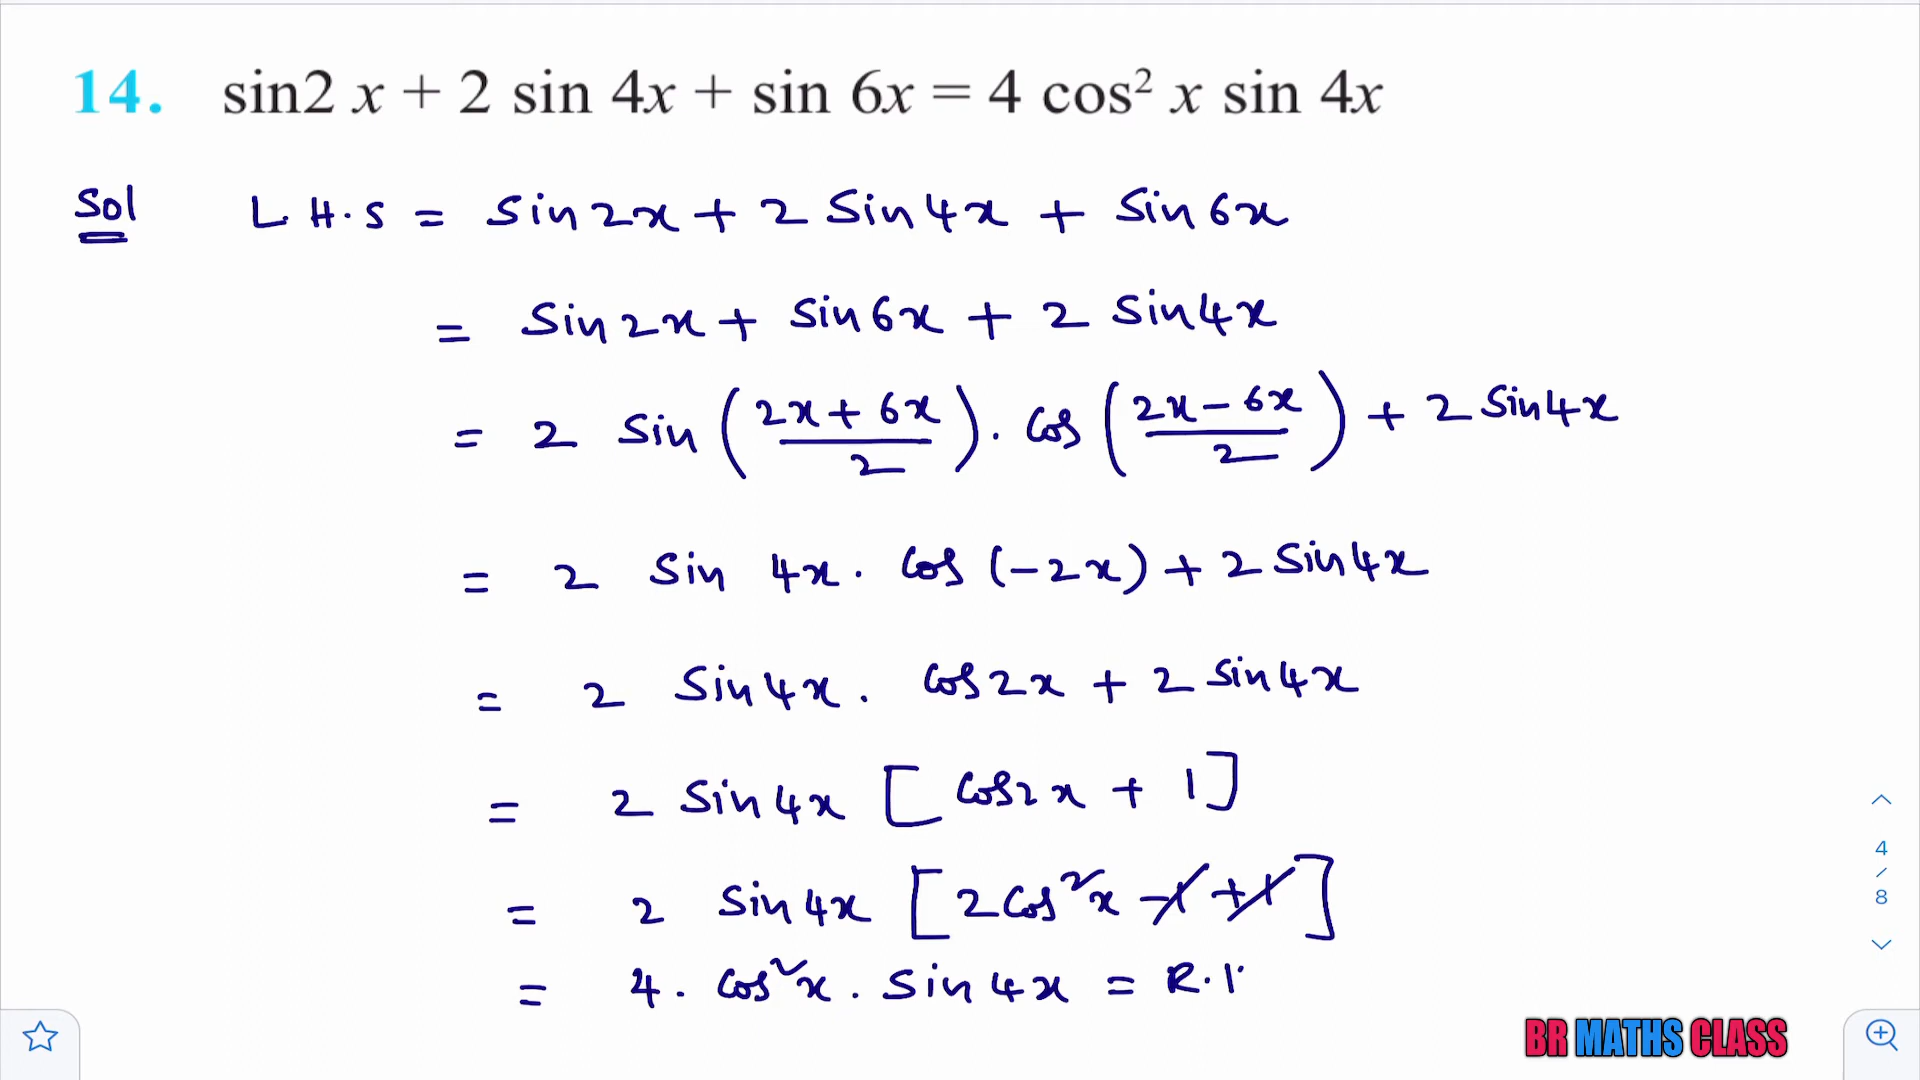 14. sin2 x + 2 sin 4x + sin 6x = 4 cos² x sin 4x
Sol L.H.S = Sin2x + 2 Sin4x + Sin6x
= Sin2x + Sin6x + 2 Sin4x
= 2 Sin ((2x + 6x)/2) . Cos ((2x − 6x)/2) + 2 Sin4x
= 2 Sin 4x . Cos (−2x) + 2 Sin4x
= 2 Sin4x . Cos2x + 2 Sin4x
= 2 Sin4x [Cos2x + 1]
= 2 Sin4x [2Cos²x − 1 + 1]
= 4 . Cos²x . Sin4x = R.
4
/
8
BR MATHS CLASS